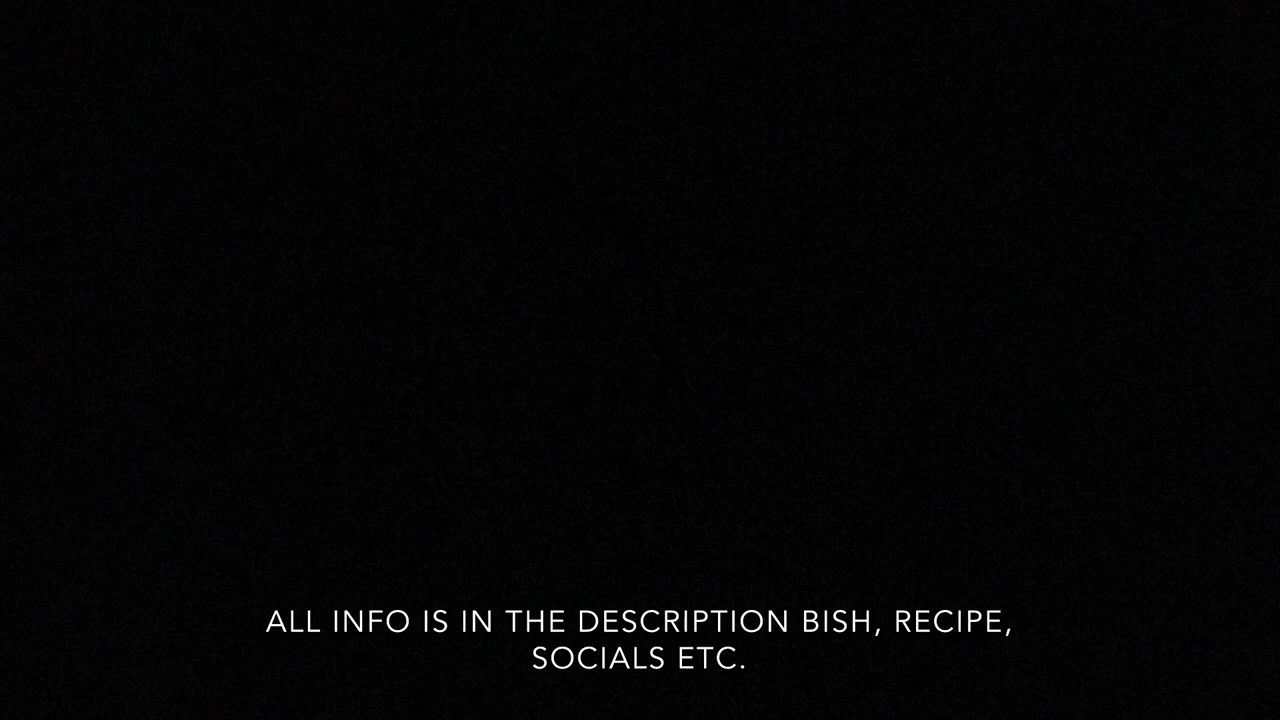 ALL INFO IS IN THE DESCRIPTION BISH, RECIPE,
SOCIALS ETC.